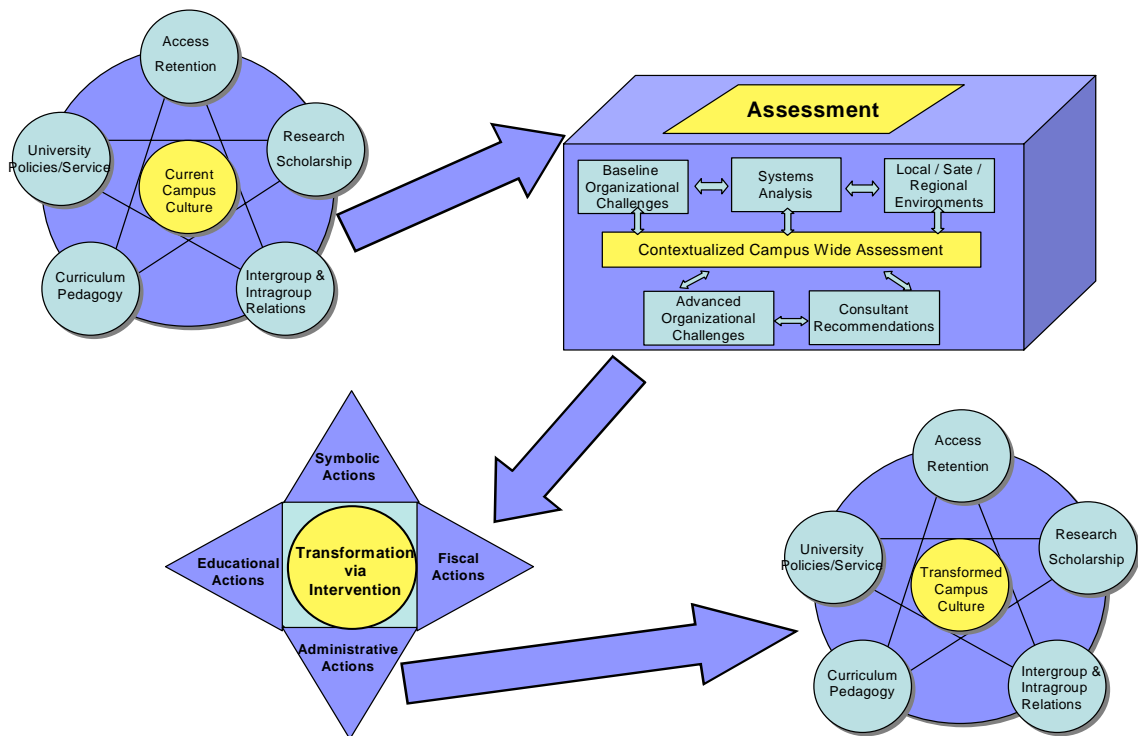 Access
Retention
University
Policies/Service
Research
Scholarship
Current
Campus
Culture
Curriculum
Pedagogy
Intergroup &
Intragroup
Relations
Assessment
Baseline
Organizational
Challenges
Systems
Analysis
Local / Sate /
Regional
Environments
Contextualized Campus Wide Assessment
Advanced
Organizational
Challenges
Consultant
Recommendations
Symbolic
Actions
Educational
Actions
Transformation
via
Intervention
Fiscal
Actions
Administrative
Actions
Access
Retention
University
Policies/Service
Research
Scholarship
Transformed
Campus
Culture
Curriculum
Pedagogy
Intergroup &
Intragroup
Relations